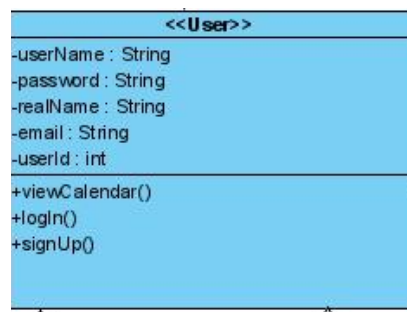 <<User>>
-userName : String
-password : String
-realName : String
-email : String
-userId : int
+viewCalendar()
+logIn()
+signUp()